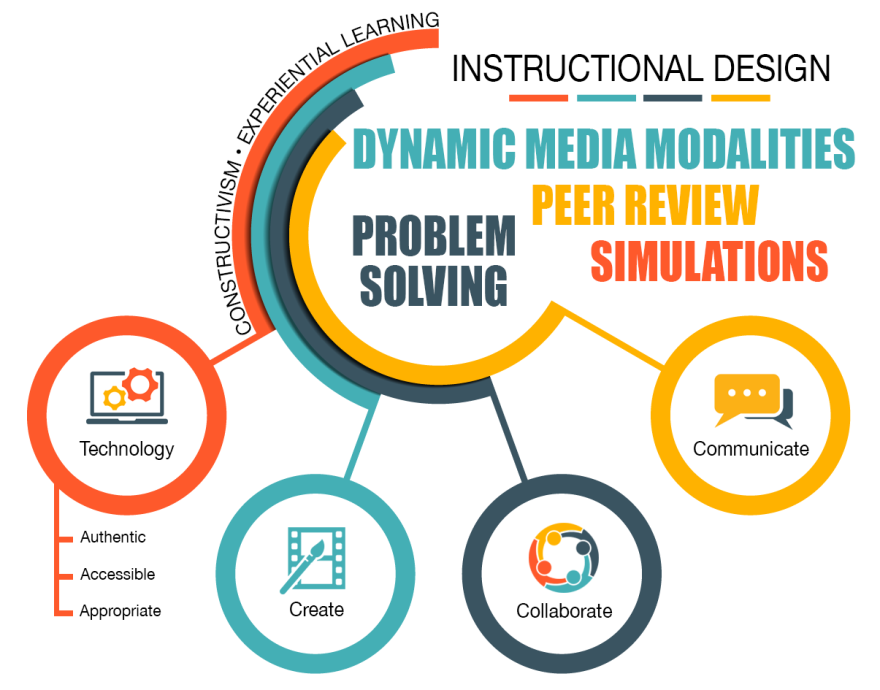 CONSTRUCTIVISM • EXPERIENTIAL LEARNING
INSTRUCTIONAL DESIGN
DYNAMIC MEDIA MODALITIES
PEER REVIEW
PROBLEM
SOLVING
SIMULATIONS
Technology
Authentic
Accessible
Appropriate
Create
Collaborate
Communicate